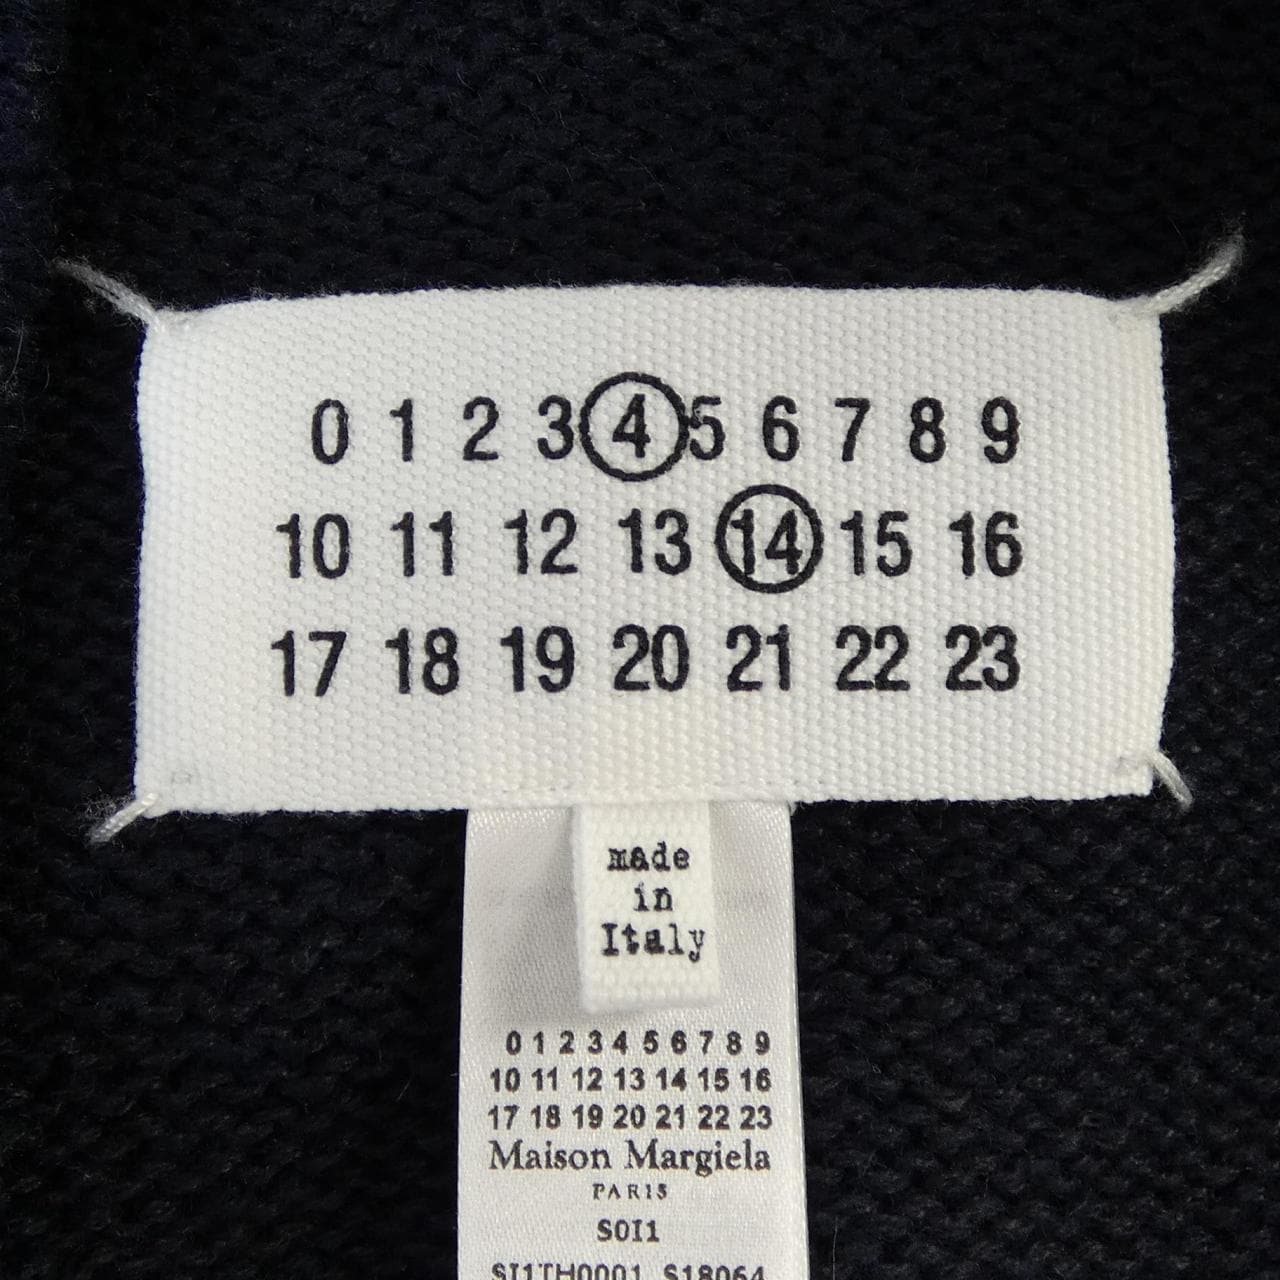 0 1 2 3 4 5 6 7 8 9
10 11 12 13 14 15 16
17 18 19 20 21 22 23
made
in
Italy
0 1 2 3 4 5 6 7 8 9
10 11 12 13 14 15 16
17 18 19 20 21 22 23
Maison Margiela
PARIS
S0I1
SI1TH0001 S18064